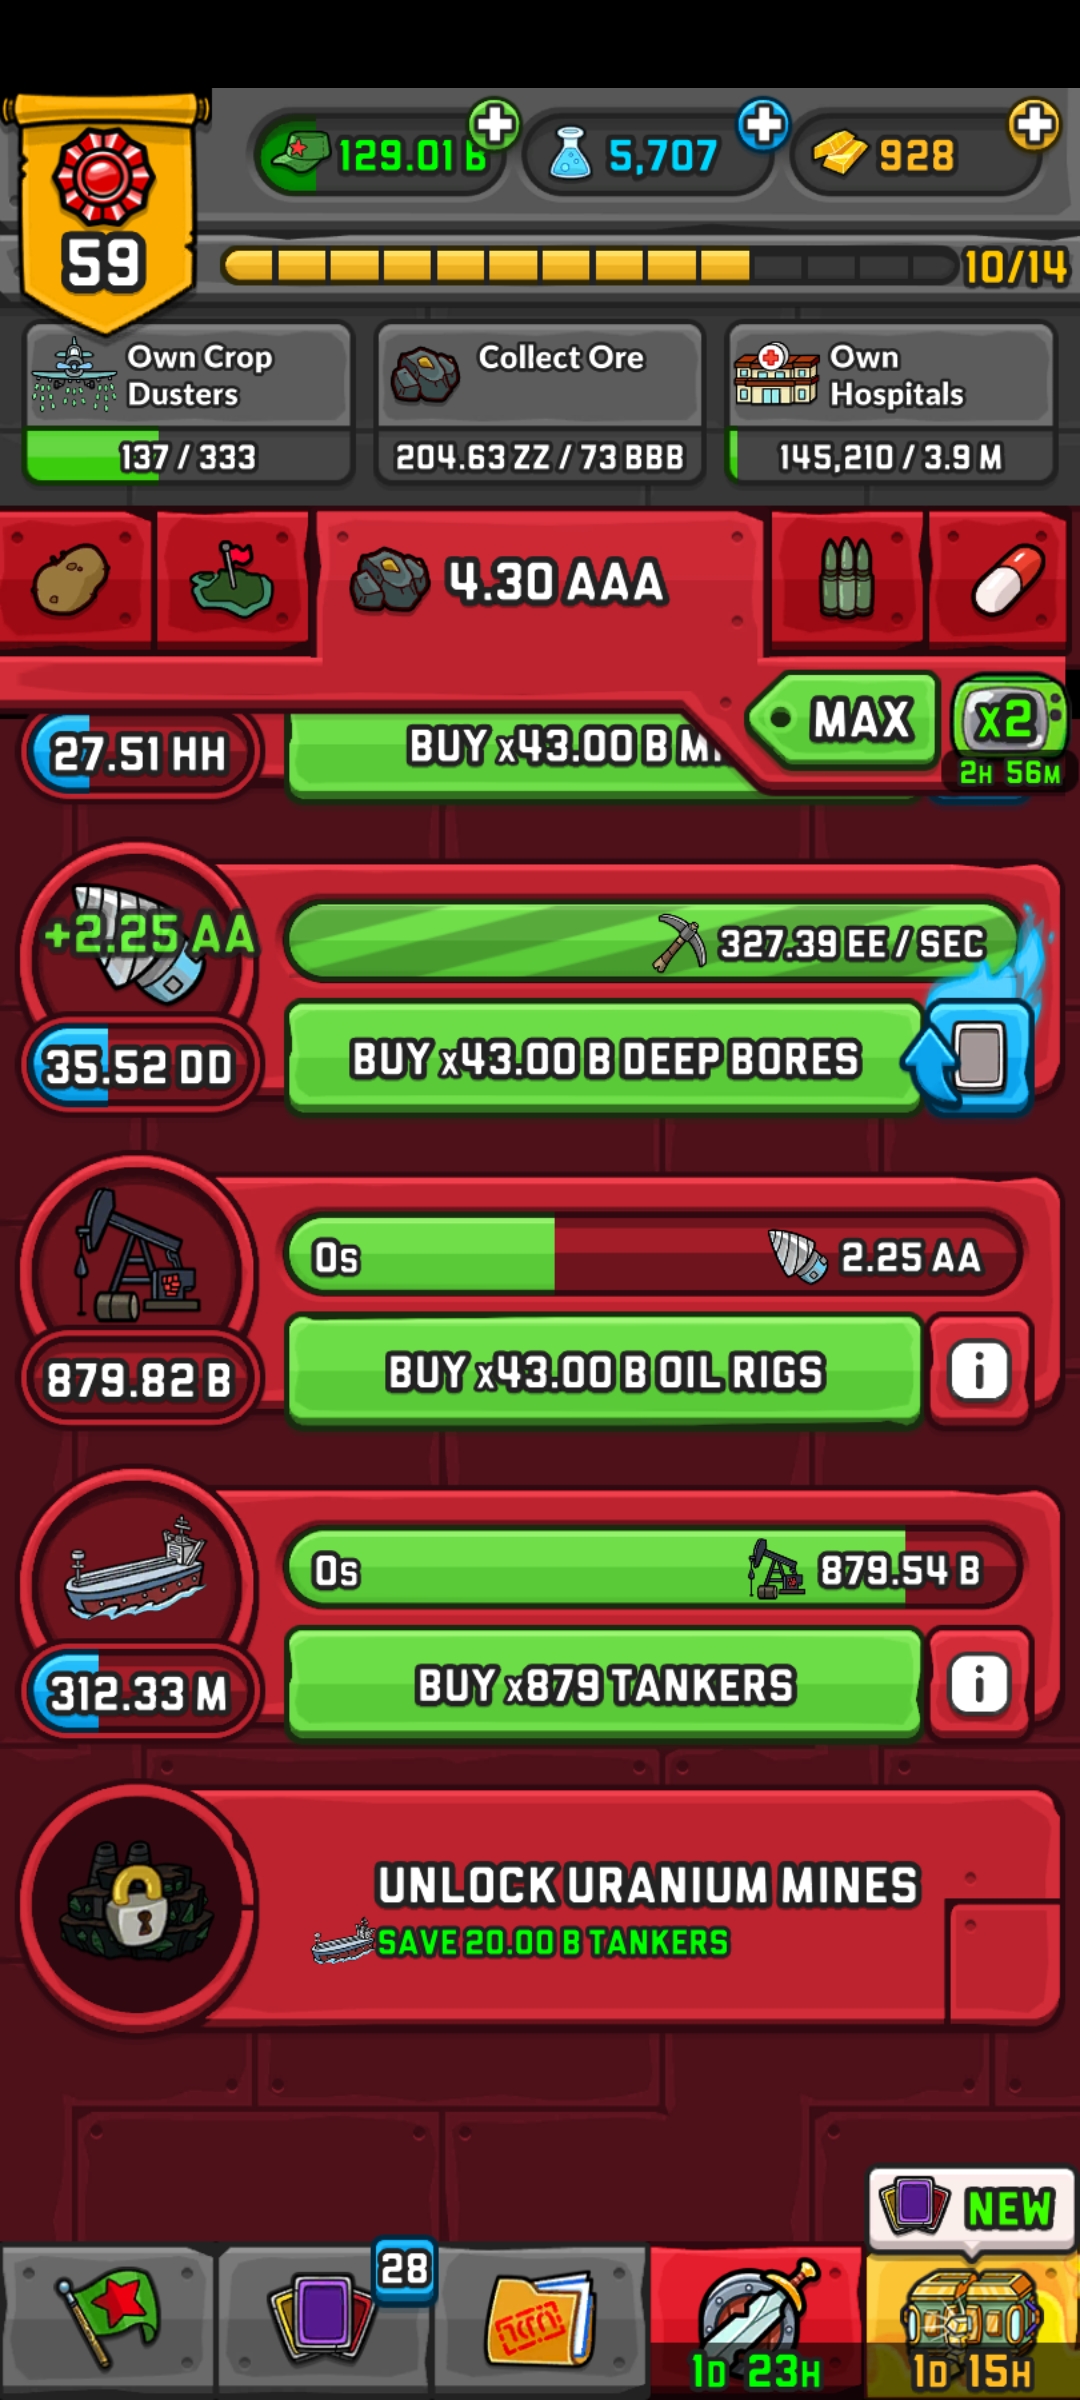 129.01 B
5,707
928
59
10/14
Own Crop
Dusters
137 / 333
Collect Ore
204.63 ZZ / 73 BBB
Own
Hospitals
145,210 / 3.9 M
4.30 AAA
MAX
x2
2H 56M
27.51 HH
BUY x43.00 B
+2.25 AA
327.39 EE / SEC
35.52 DD
BUY x43.00 B DEEP BORES
0s
2.25 AA
879.82 B
BUY x43.00 B OIL RIGS
i
0s
879.54 B
312.33 M
BUY x879 TANKERS
i
UNLOCK URANIUM MINES
SAVE 20.00 B TANKERS
NEW
28
1D 23H
1D 15H